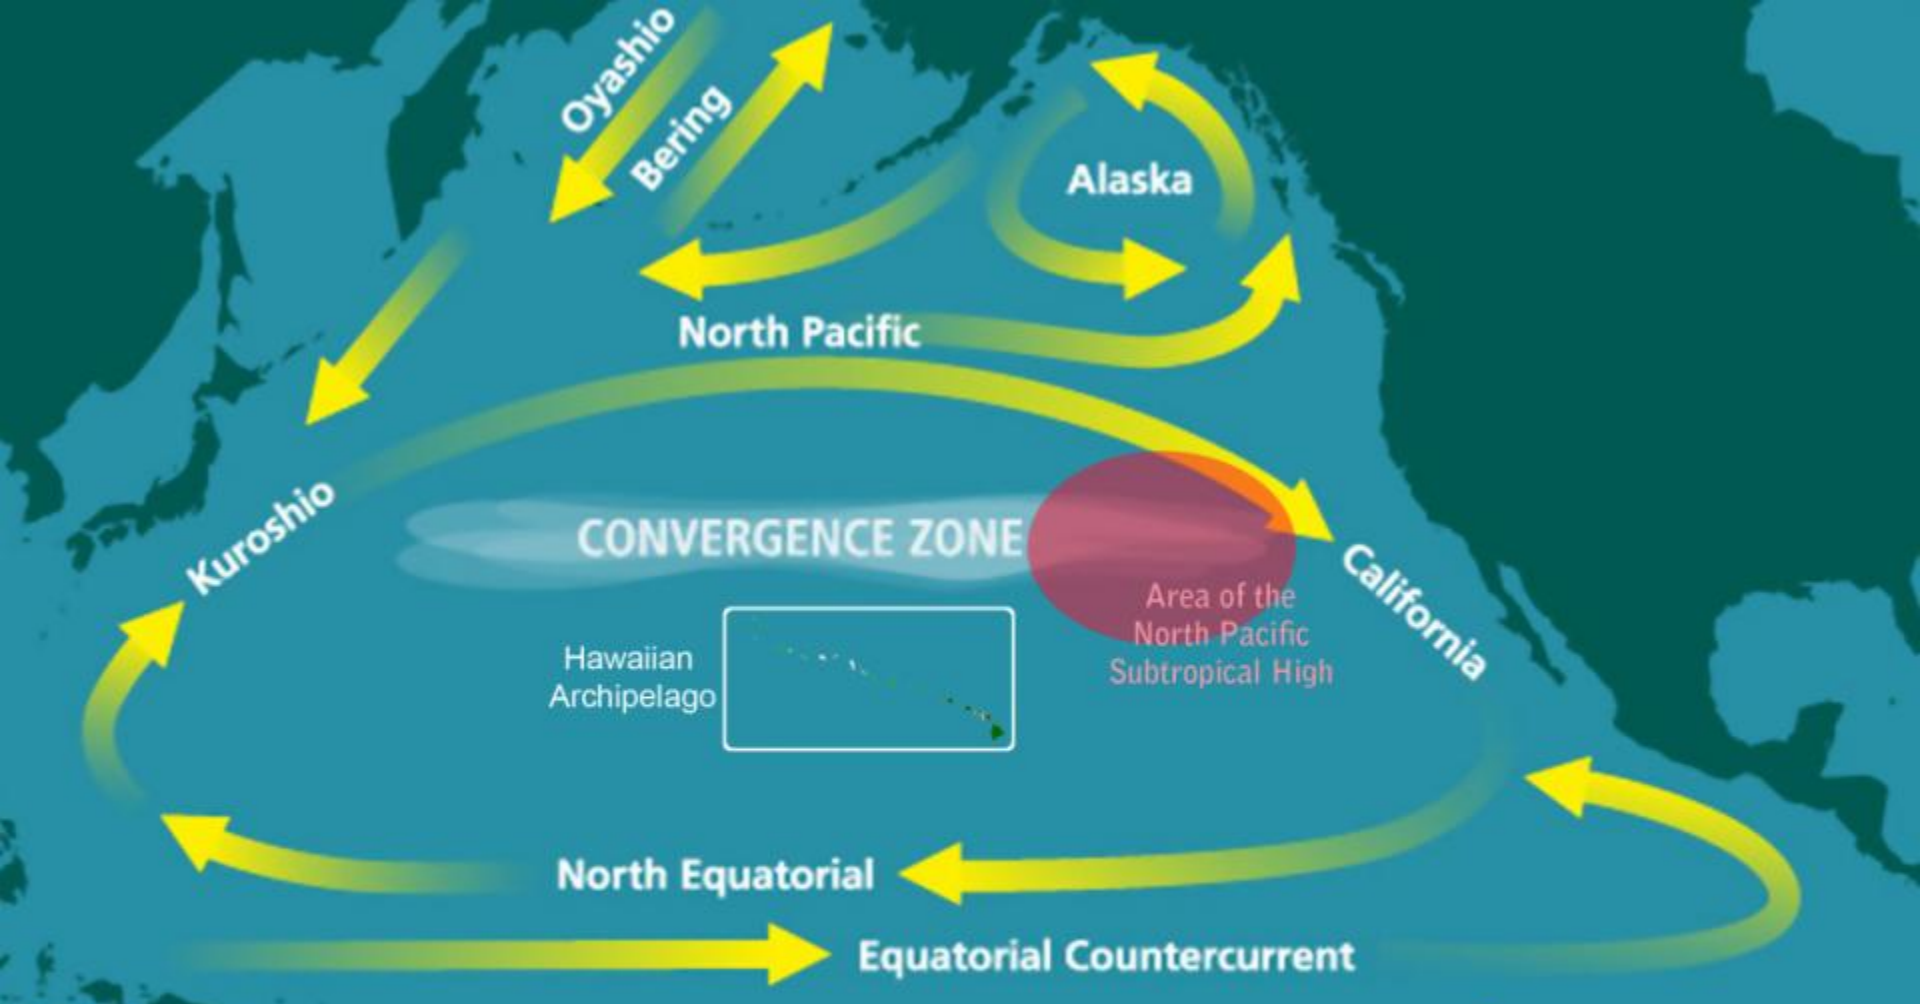 Oyashio
Bering
Alaska
North Pacific
Kuroshio
CONVERGENCE ZONE
Area of the
North Pacific
Subtropical High
California
Hawaiian
Archipelago
North Equatorial
Equatorial Countercurrent